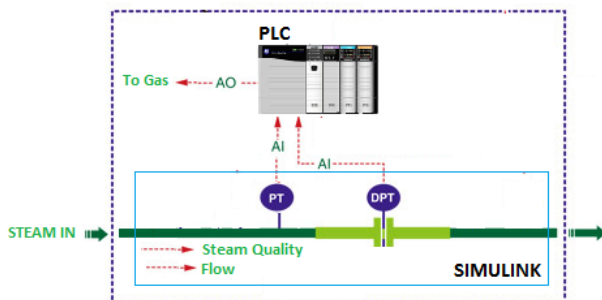 PLC
To Gas
AO
AI
AI
PT
DPT
STEAM IN
Steam Quality
Flow
SIMULINK